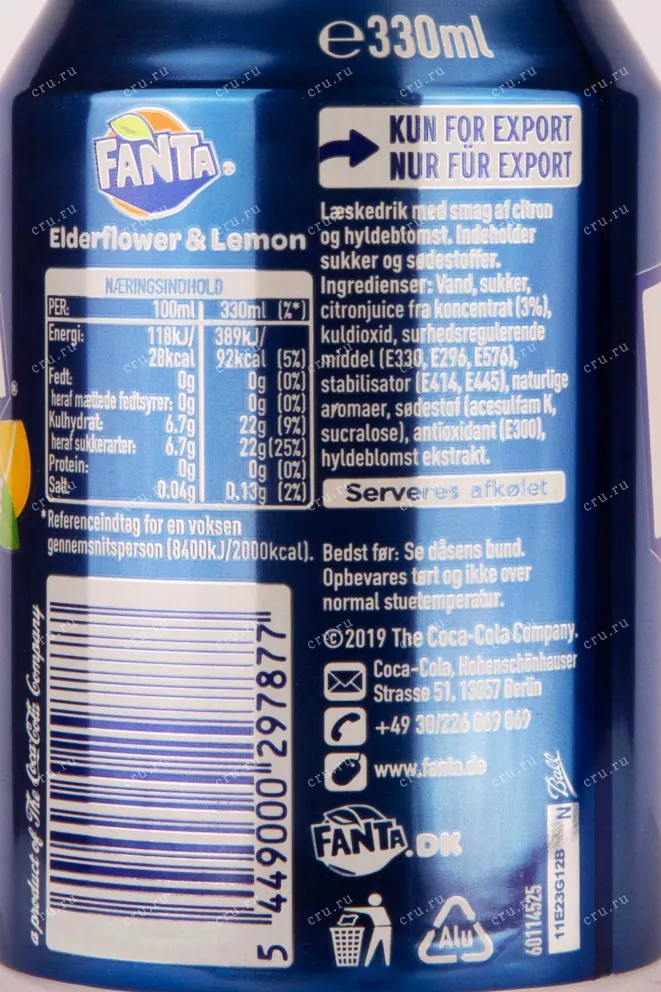 ℮330ml
FANTA®
Elderflower & Lemon
NÆRINGSINDHOLD
PER: 100ml 330ml (%*)
Energi: 118kJ/ 389kJ/
28kcal 92kcal (5%)
Fedt: 0g 0g (0%)
heraf mættede fedtsyrer: 0g 0g (0%)
Kulhydrat: 6.7g 22g (9%)
heraf sukkerarter: 6.7g 22g (25%)
Protein: 0g 0g (0%)
Salt: 0.04g 0.13g (2%)
*Referenceindtag for en voksen
gennemsnitsperson (8400kJ/2000kcal).
a product of The Coca-Cola Company
5 449000 297877
KUN FOR EXPORT
NUR FÜR EXPORT
Læskedrik med smag af citron
og hyldeblomst. Indeholder
sukker og sødestoffer.
Ingredienser: Vand, sukker,
citronjuice fra koncentrat (3%),
kuldioxid, surhedsregulerende
middel (E330, E296, E576),
stabilisator (E414, E445), naturlige
aromaer, sødestof (acesulfam K,
sucralose), antioxidant (E300),
hyldeblomst ekstrakt.
Serveres afkølet
Bedst før: Se dåsens bund.
Opbevares tørt og ikke over
normal stuetemperatur.
©2019 The Coca-Cola Company.
Coca-Cola, Hohenschönhauser
Strasse 51, 13057 Berlin
+49 30/226 069 069
www.fanta.de
FANTA.DK
Alu
60114525
11E23G12B N
Ball
cru.ru